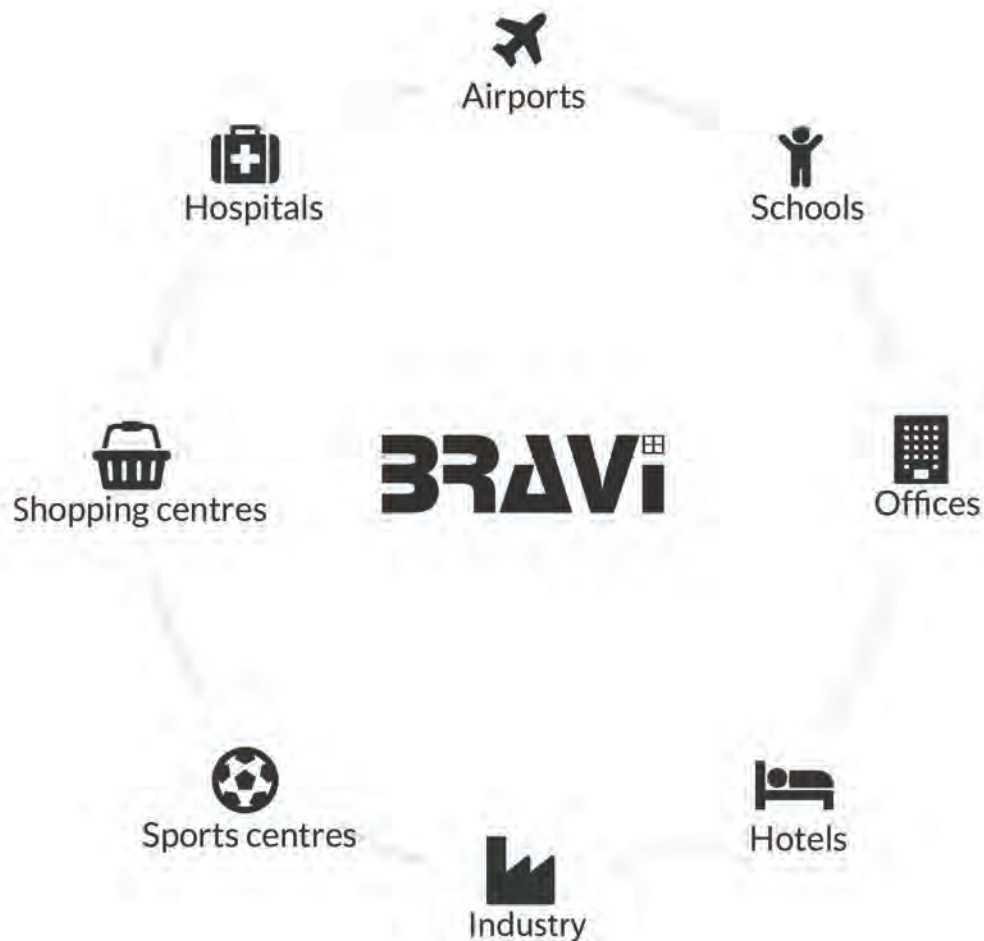 Airports
Hospitals
Schools
BRAVi
Shopping centres
Offices
Sports centres
Hotels
Industry